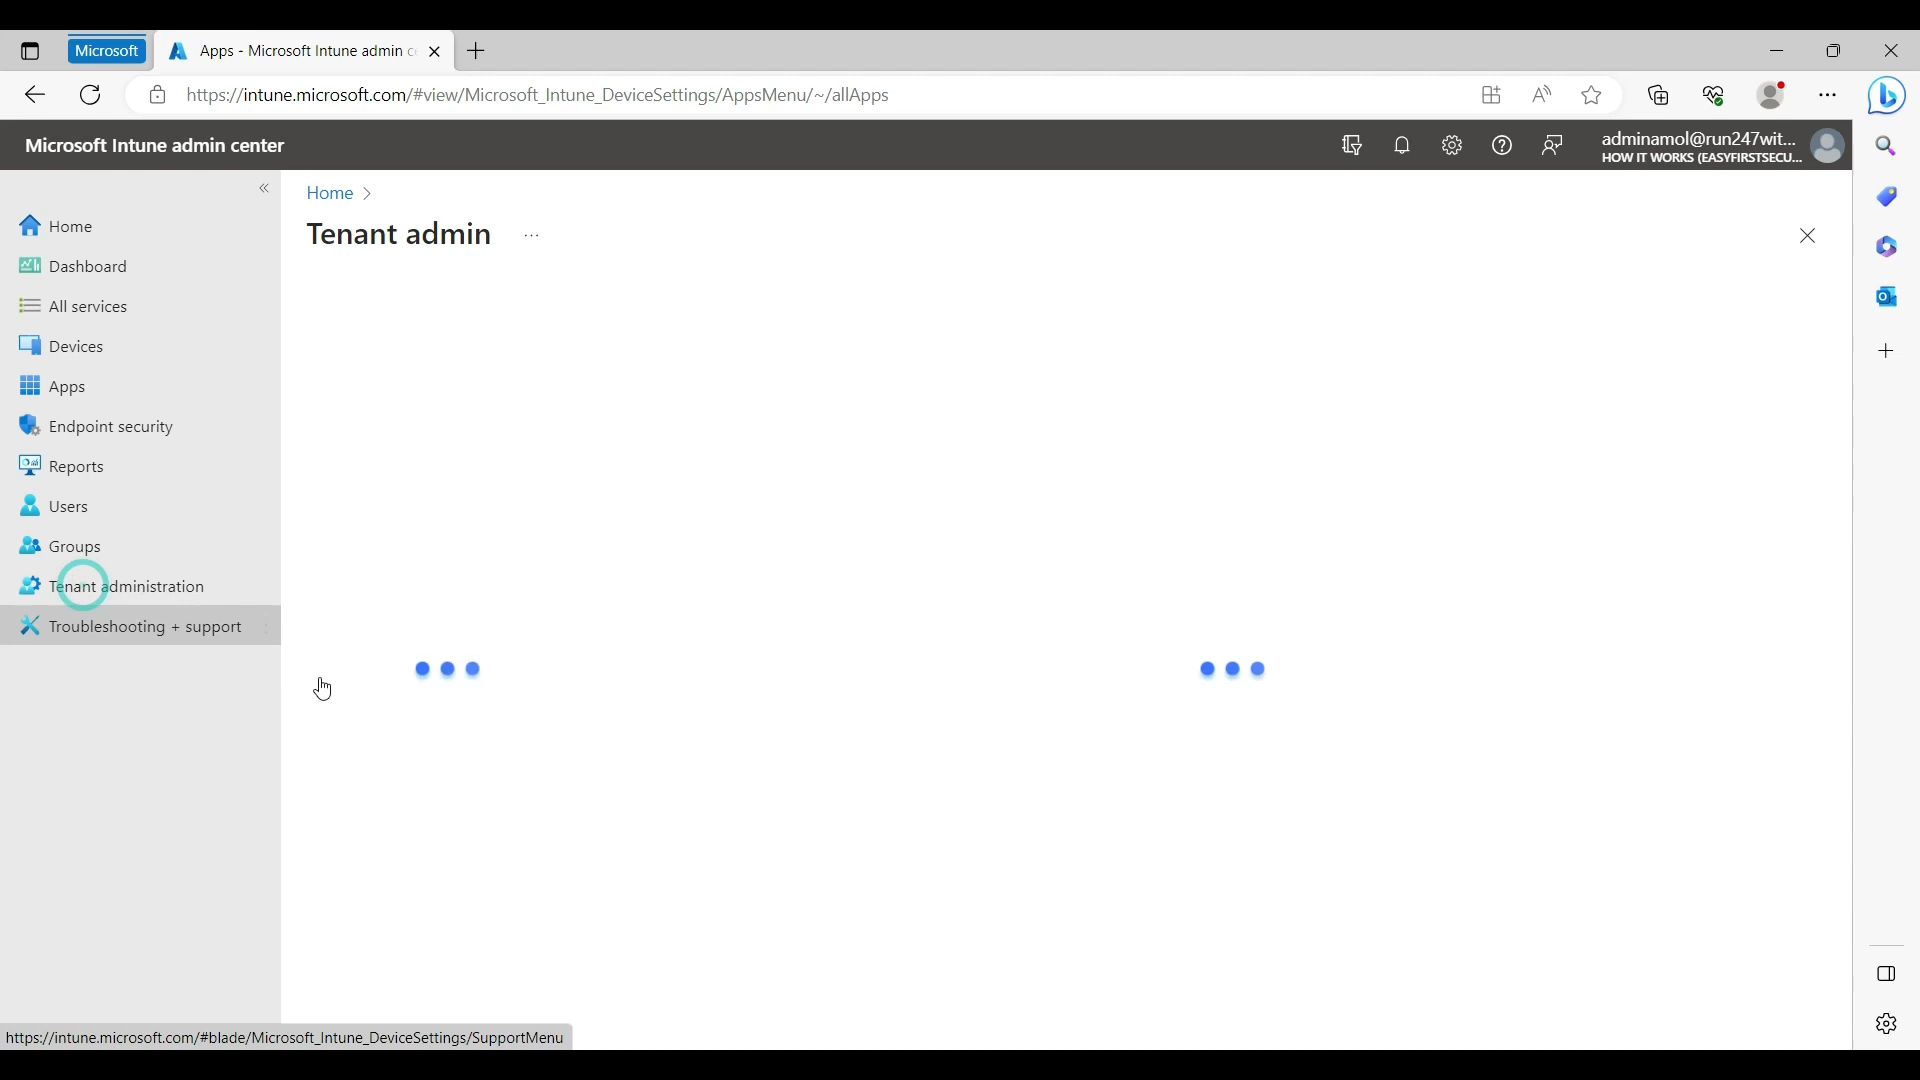 Microsoft
Apps - Microsoft Intune admin c
https://intune.microsoft.com/#view/Microsoft_Intune_DeviceSettings/AppsMenu/~/allApps
Microsoft Intune admin center
adminamol@run247wit...
HOW IT WORKS (EASYFIRSTSECU...
Home
Tenant admin
Home
Dashboard
All services
Devices
Apps
Endpoint security
Reports
Users
Groups
Tenant administration
Troubleshooting + support
https://intune.microsoft.com/#blade/Microsoft_Intune_DeviceSettings/SupportMenu